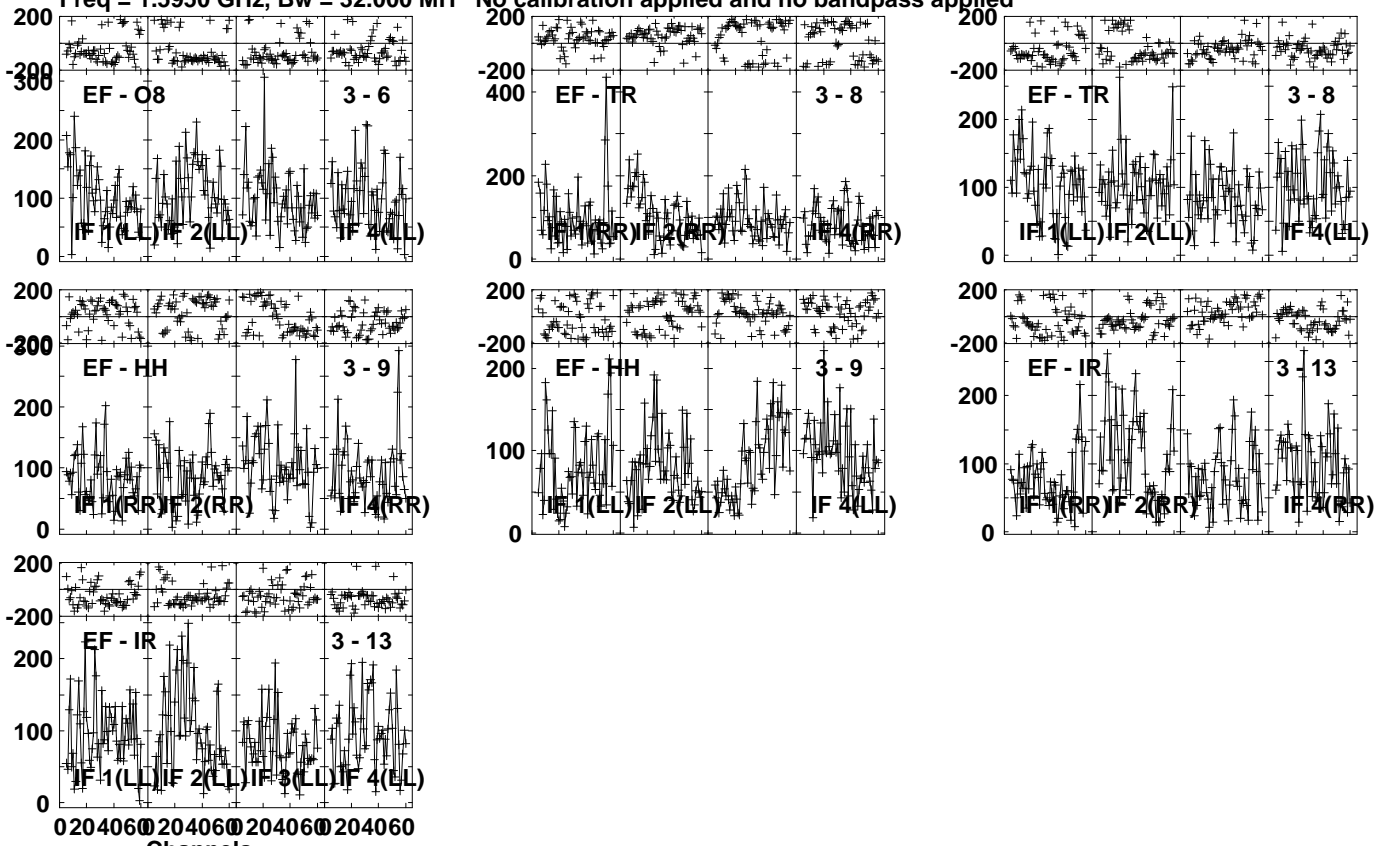 Freq = 1.5950 GHz, Bw = 32.000 MH No calibration applied and no bandpass applied
200
-200
300
200
100
0
EF - O8
3 - 6
IF 1(LL) IF 2(LL) IF 4(LL)
200
-200
400
200
0
EF - TR
3 - 8
IF 1(RR) IF 2(RR) IF 4(RR)
200
-200
200
100
0
EF - TR
3 - 8
IF 1(LL) IF 2(LL) IF 4(LL)
200
-200
300
200
100
0
EF - HH
3 - 9
IF 1(RR) IF 2(RR) IF 4(RR)
200
-200
200
100
0
EF - HH
3 - 9
IF 1(LL) IF 2(LL) IF 4(LL)
200
-200
200
100
0
EF - IR
3 - 13
IF 1(RR) IF 2(RR) IF 4(RR)
200
-200
200
100
0
EF - IR
3 - 13
IF 1(LL) IF 2(LL) IF 3(LL) IF 4(LL)
0 20 40 60 0 20 40 60 0 20 40 60 0 20 40 60
Channels